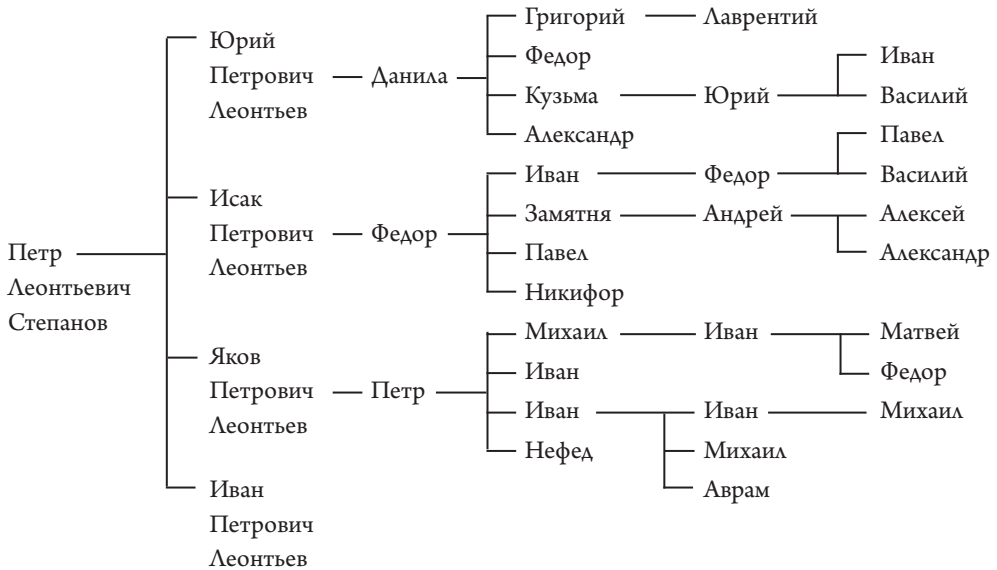 Григорий Лаврентий
Юрий Федор Иван
Петрович Данила
Леонтьев Кузьма Юрий Василий
Александр Павел
Исак Иван Федор Василий
Петрович Федор Замятня Андрей Алексей
Леонтьев Павел Александр
Петр Никифор
Леонтьевич
Степанов Михаил Иван Матвей
Яков Иван Федор
Петрович Петр
Леонтьев Иван Иван Михаил
Нефед Михаил
Иван Аврам
Петрович
Леонтьев